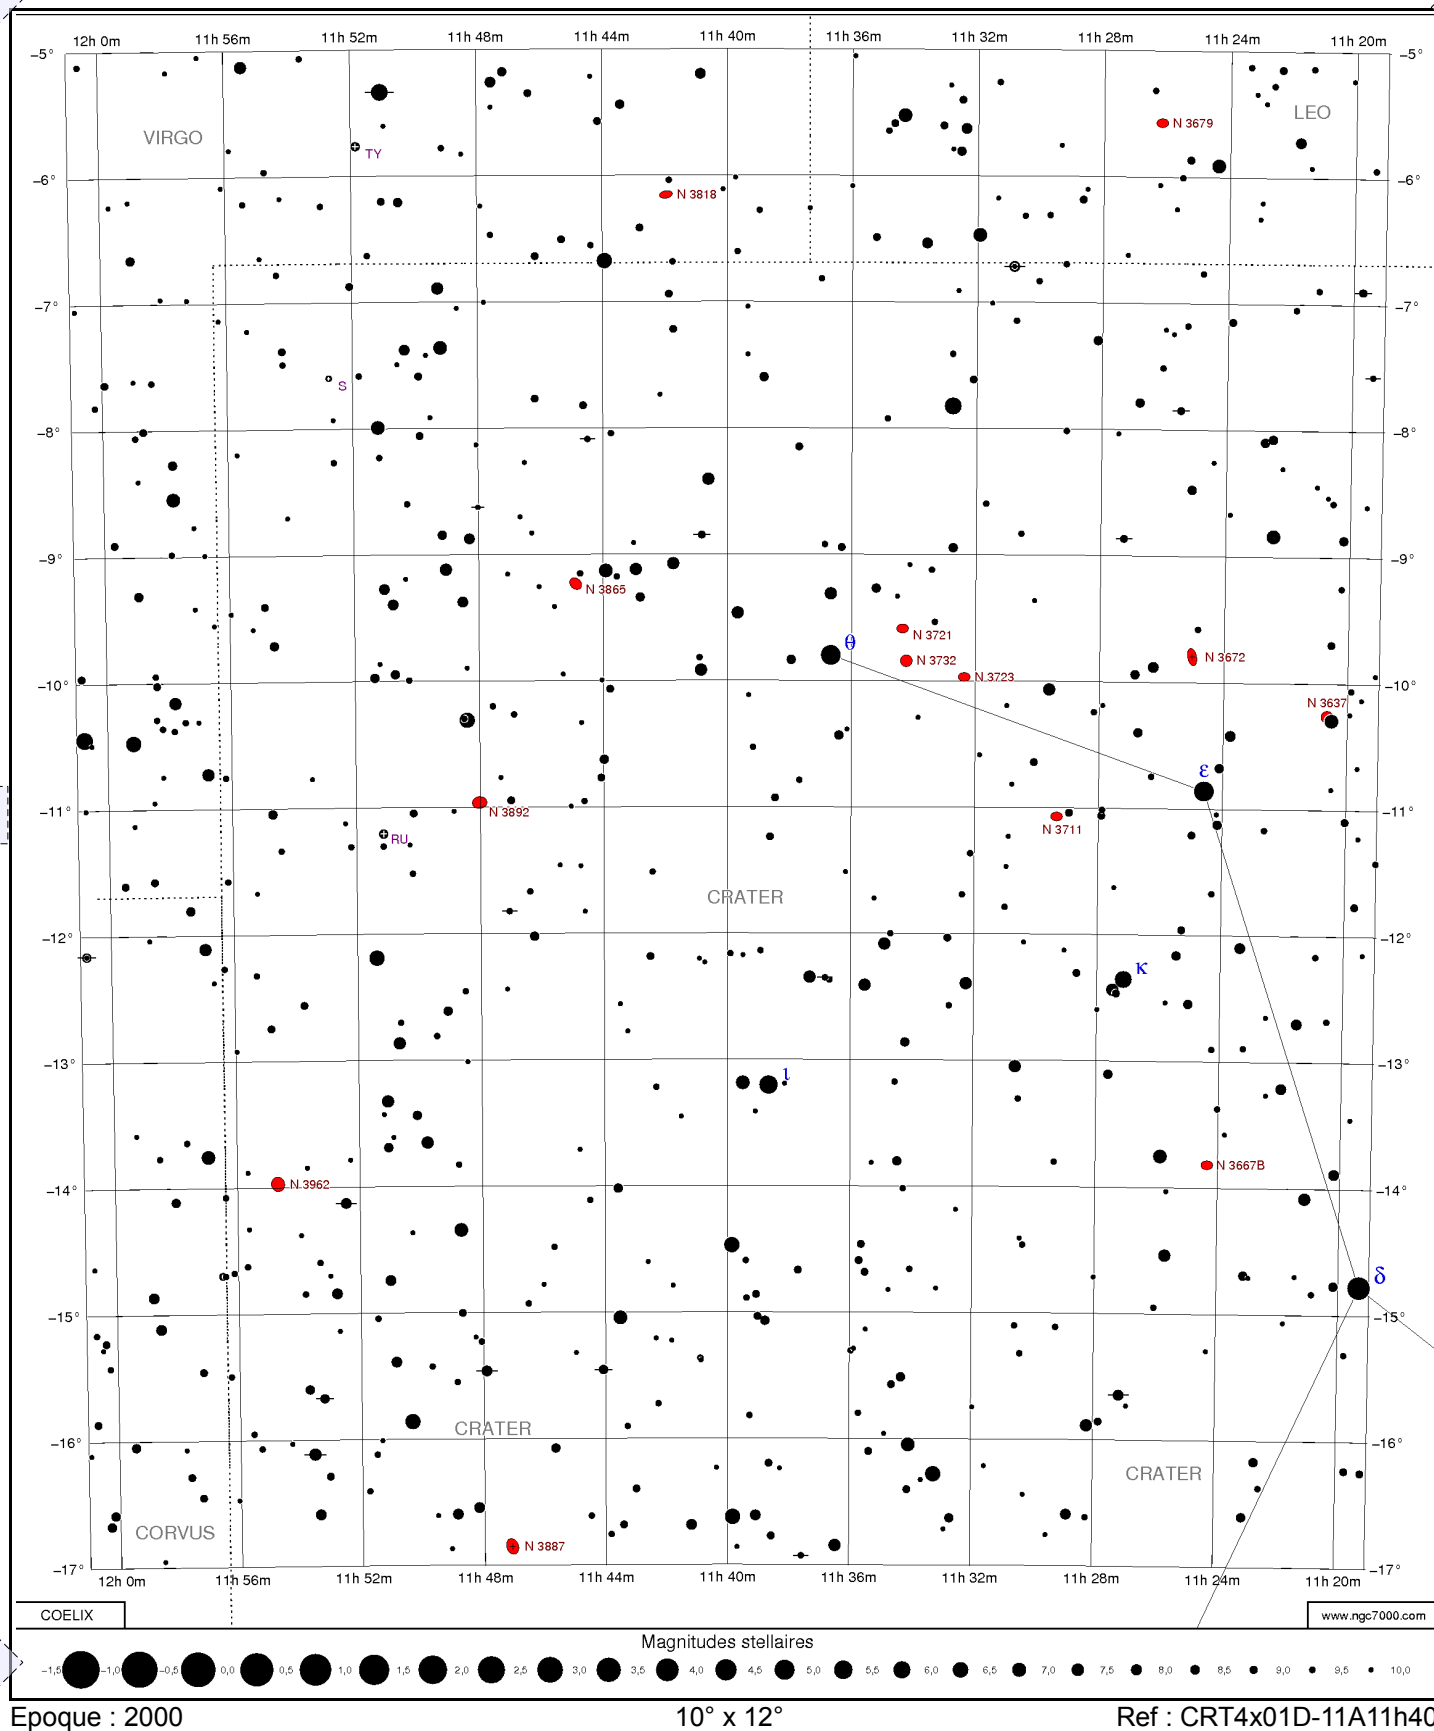 12h 0m 11h 56m 11h 52m 11h 48m 11h 44m 11h 40m 11h 36m 11h 32m 11h 28m 11h 24m 11h 20m
-5° -5°
LEO
N 3679
VIRGO
TY
-6° -6°
N 3818
-7° -7°
S
-8° -8°
-9° -9°
N 3865
N 3721
θ
N 3732 N 3672
N 3723
-10° -10°
N 3637
ε
-11° N 3892 -11°
N 3711
RU
CRATER
-12° -12°
κ
-13° -13°
ι
N 3667B
N 3962
-14° -14°
δ
-15° -15°
CRATER
-16° -16°
CRATER
CORVUS
N 3887
-17° -17°
12h 0m 11h 56m 11h 52m 11h 48m 11h 44m 11h 40m 11h 36m 11h 32m 11h 28m 11h 24m 11h 20m
COELIX www.ngc7000.com
Magnitudes stellaires
-1,5 -1,0 -0,5 0,0 0,5 1,0 1,5 2,0 2,5 3,0 3,5 4,0 4,5 5,0 5,5 6,0 6,5 7,0 7,5 8,0 8,5 9,0 9,5 10,0
Epoque : 2000 10° x 12° Ref : CRT4x01D-11A11h40